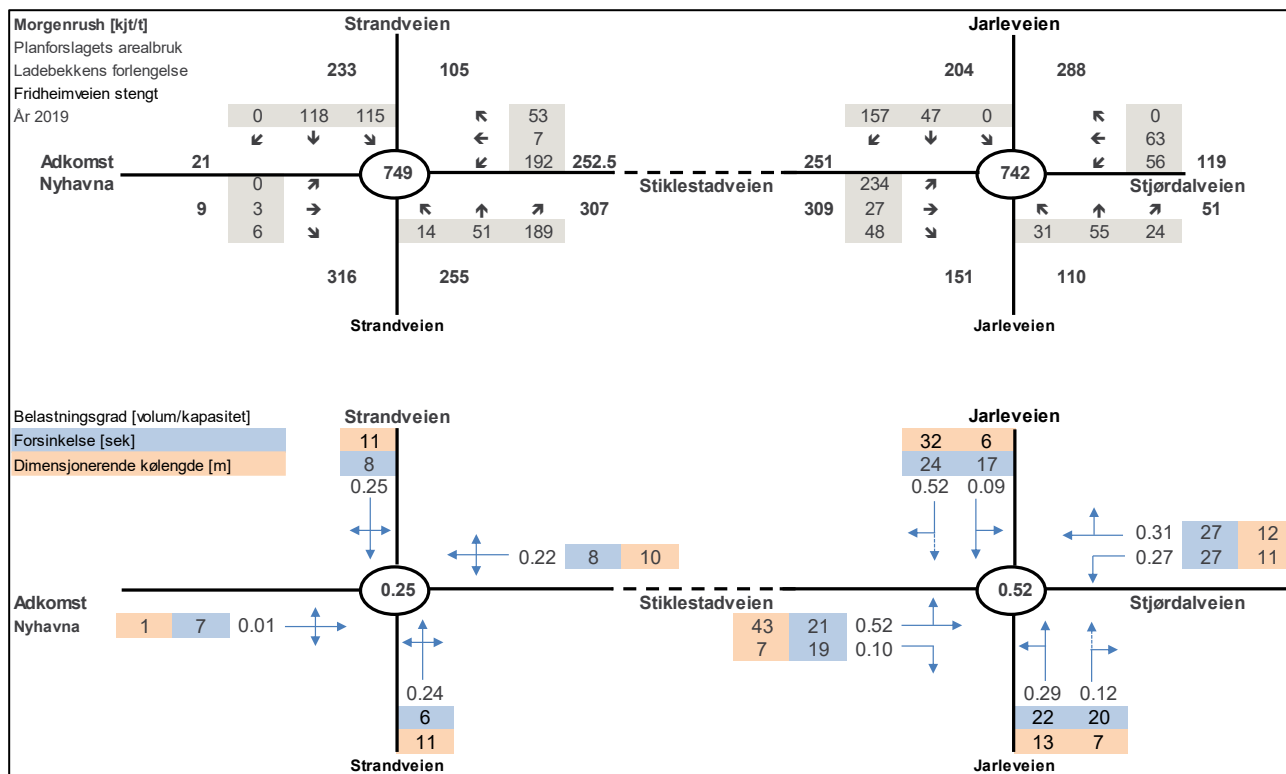 Morgenrush [kjt/t] Strandveien Jarleveien
Planforslagets arealbruk
Ladebekkens forlengelse 233 105 204 288
Fridheimveien stengt
År 2019 0 118 115 53 157 47 0 0
7 63
Adkomst 21 749 192 252.5 251 742 56 119
Nyhavna 0 Stiklestadveien 234 Stjørdalveien
9 3 307 309 27 51
6 14 51 189 48 31 55 24
316 255 151 110
Strandveien Jarleveien
Belastningsgrad [volum/kapasitet] Strandveien Jarleveien
Forsinkelse [sek] 11 32 6
Dimensjonerende kølengde [m] 8 24 17
0.25 0.52 0.09
0.31 27 12
0.22 8 10 0.27 27 11
0.25 0.52
Adkomst Stiklestadveien Stjørdalveien
Nyhavna 1 7 0.01 43 21 0.52
7 19 0.10
0.24 0.29 0.12
6 22 20
11 13 7
Strandveien Jarleveien